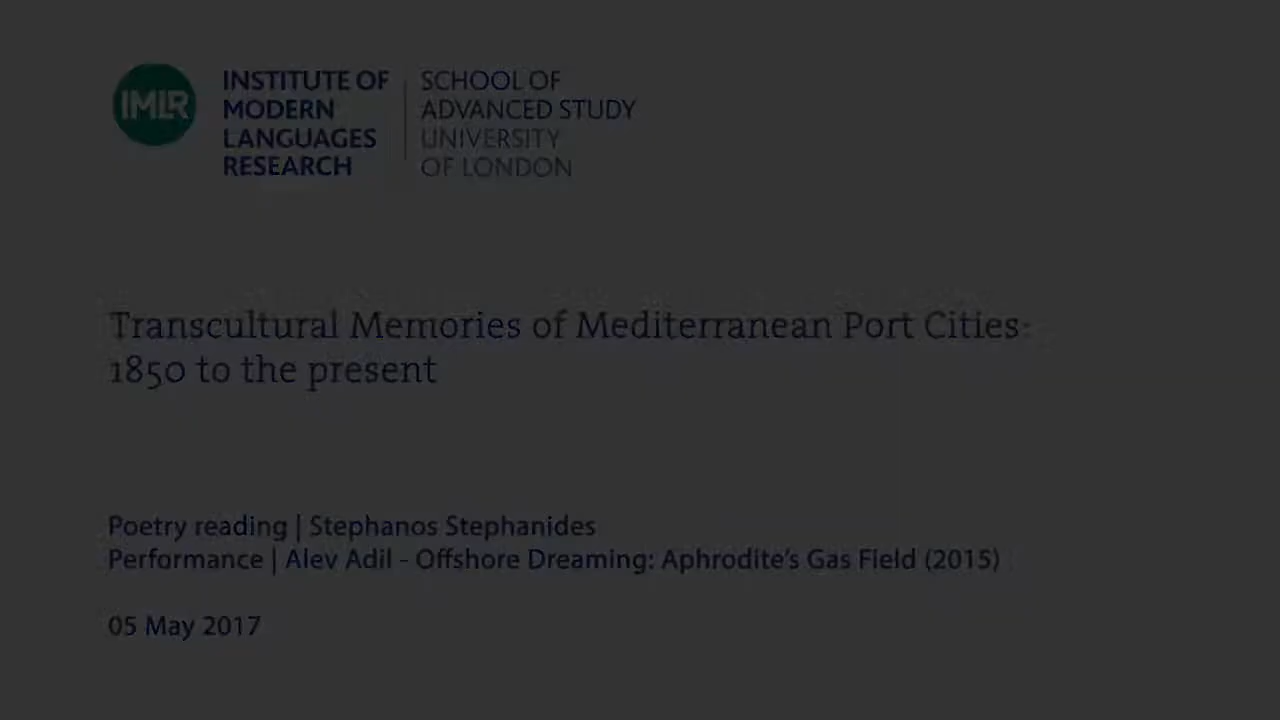 IMLR
INSTITUTE OF
MODERN
LANGUAGES
RESEARCH
SCHOOL OF
ADVANCED STUDY
UNIVERSITY
OF LONDON
Transcultural Memories of Mediterranean Port Cities:
1850 to the present
Poetry reading | Stephanos Stephanides
Performance | Alev Adil - Offshore Dreaming: Aphrodite's Gas Field (2015)
05 May 2017